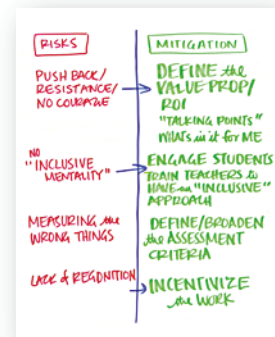 RISKS
PUSH BACK/
RESISTANCE/
NO COURAGE
NO
"INCLUSIVE
MENTALITY"
MEASURING the
WRONG THINGS
LACK of RECOGNITION
MITIGATION
DEFINE the
VALUE PROP/
ROI
"TALKING POINTS"
WHAT'S in it for ME
ENGAGE STUDENTS
TRAIN TEACHERS to
HAVE an "INCLUSIVE"
APPROACH
DEFINE/BROADEN
the ASSESSMENT
CRITERIA
INCENTIVIZE
the WORK